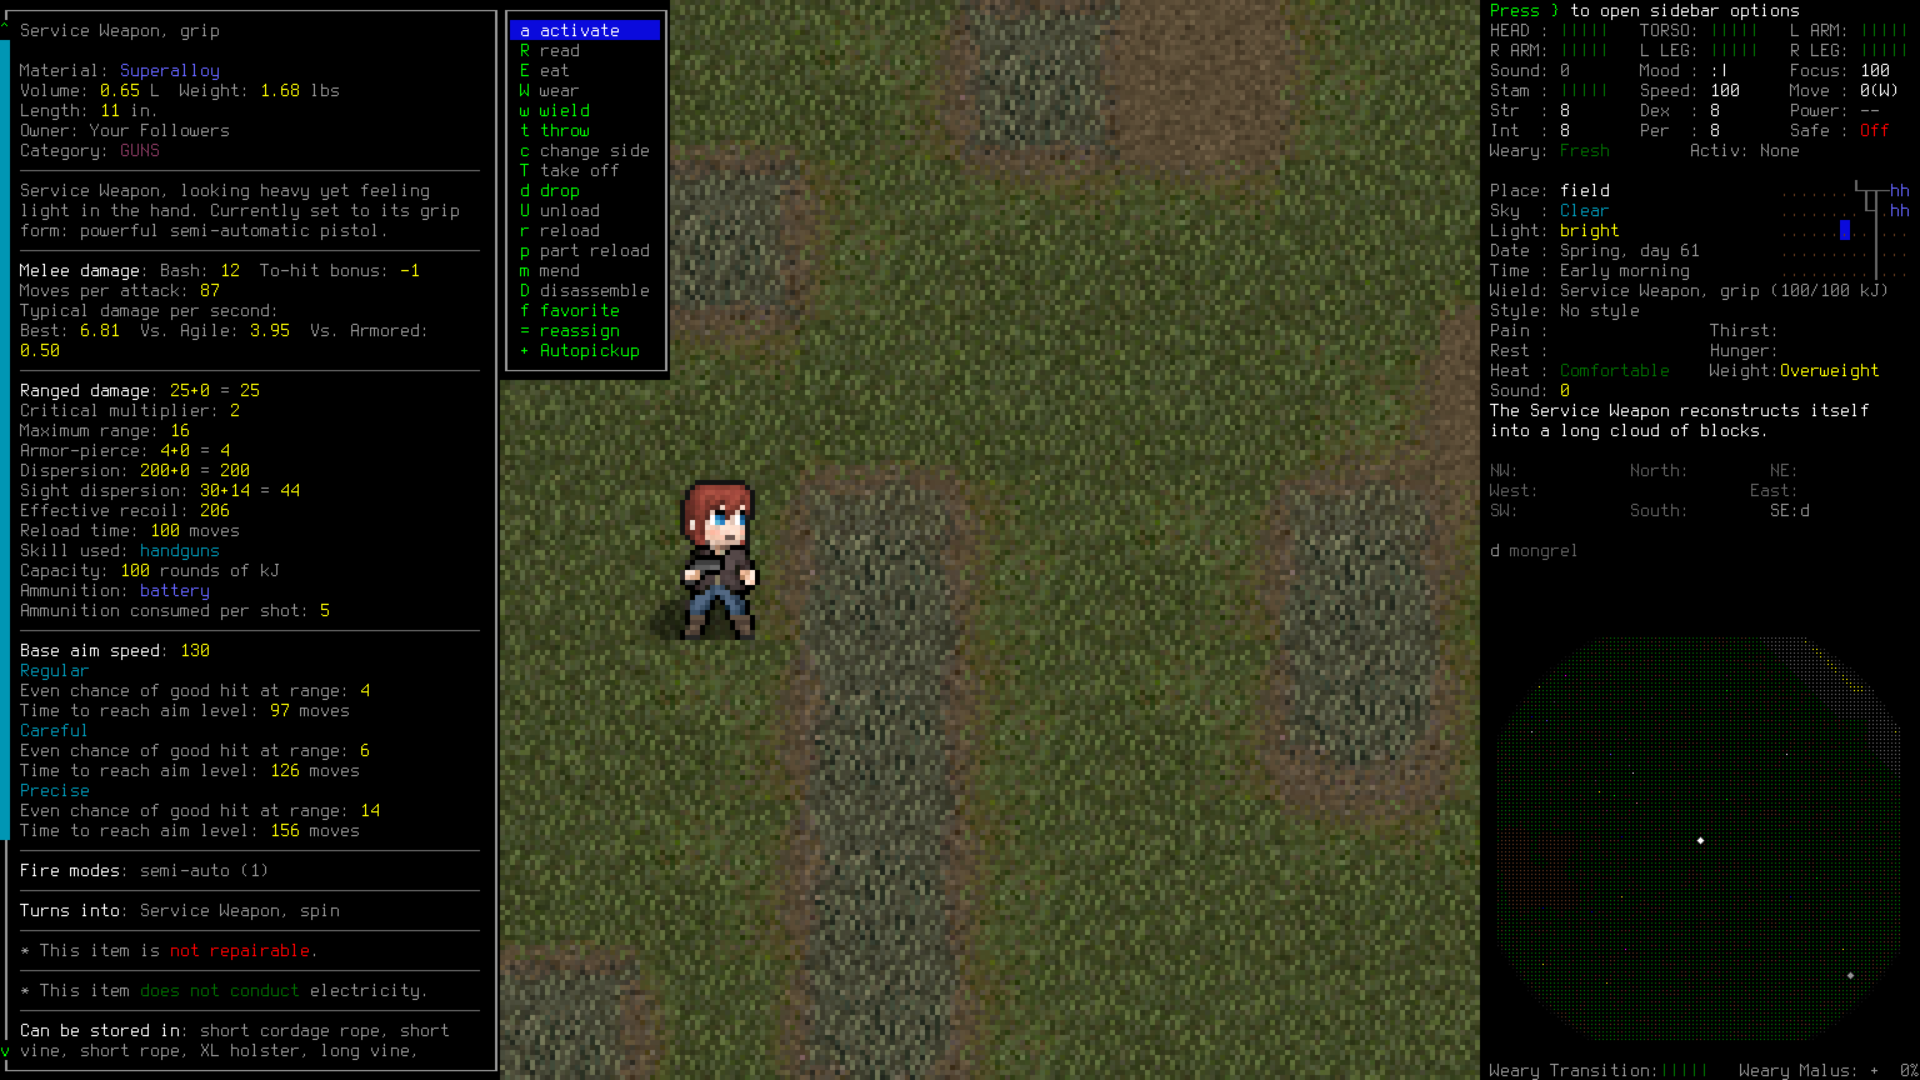 Service Weapon, grip
Material: Superalloy
Volume: 0.65 L  Weight: 1.68 lbs
Length: 11 in.
Owner: Your Followers
Category: GUNS
Service Weapon, looking heavy yet feeling
light in the hand. Currently set to its grip
form: powerful semi-automatic pistol.
Melee damage: Bash: 12  To-hit bonus: -1
Moves per attack: 87
Typical damage per second:
Best: 6.81  Vs. Agile: 3.95  Vs. Armored:
0.50
Ranged damage: 25+0 = 25
Critical multiplier: 2
Maximum range: 16
Armor-pierce: 4+0 = 4
Dispersion: 200+0 = 200
Sight dispersion: 30+14 = 44
Effective recoil: 206
Reload time: 100 moves
Skill used: handguns
Capacity: 100 rounds of kJ
Ammunition: battery
Ammunition consumed per shot: 5
Base aim speed: 130
Regular
Even chance of good hit at range: 4
Time to reach aim level: 97 moves
Careful
Even chance of good hit at range: 6
Time to reach aim level: 126 moves
Precise
Even chance of good hit at range: 14
Time to reach aim level: 156 moves
Fire modes: semi-auto (1)
Turns into: Service Weapon, spin
* This item is not repairable.
* This item does not conduct electricity.
Can be stored in: short cordage rope, short
vine, short rope, XL holster, long vine,
a activate
R read
E eat
W wear
w wield
t throw
c change side
T take off
d drop
U unload
r reload
p part reload
m mend
D disassemble
f favorite
= reassign
+ Autopickup
Press } to open sidebar options
HEAD : |||||  TORSO: |||||  L ARM: |||||
R ARM: |||||  L LEG: |||||  R LEG: |||||
Sound: 0  Mood : :|  Focus: 100
Stam : |||||  Speed: 100  Move : 0(W)
Str : 8  Dex : 8  Power: --
Int : 8  Per : 8  Safe : Off
Weary: Fresh  Activ: None
Place: field
Sky : Clear
Light: bright
Date : Spring, day 61
Time : Early morning
hh
hh
Wield: Service Weapon, grip (100/100 kJ)
Style: No style
Pain :  Thirst:
Rest :  Hunger:
Heat : Comfortable  Weight:Overweight
Sound: 0
The Service Weapon reconstructs itself
into a long cloud of blocks.
NW:  North:  NE:
West:  East:
SW:  South:  SE:d
d mongrel
Weary Transition:|||||  Weary Malus: + 0%